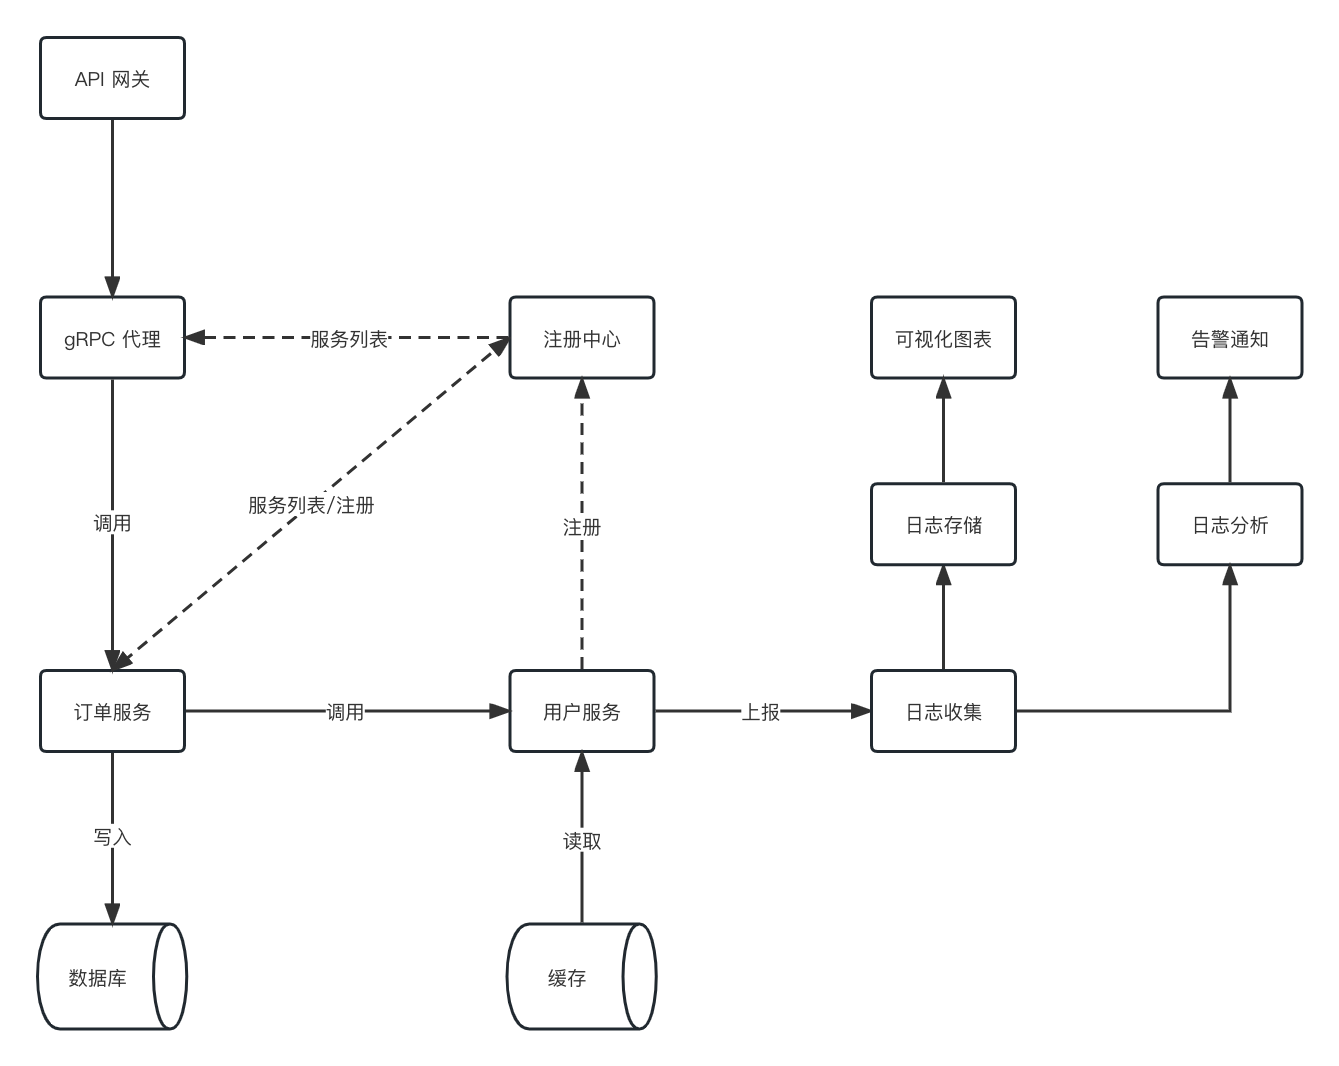 API 网关
gRPC 代理
服务列表
注册中心
可视化图表
告警通知
服务列表/注册
调用
注册
日志存储
日志分析
订单服务
调用
用户服务
上报
日志收集
写入
读取
数据库
缓存